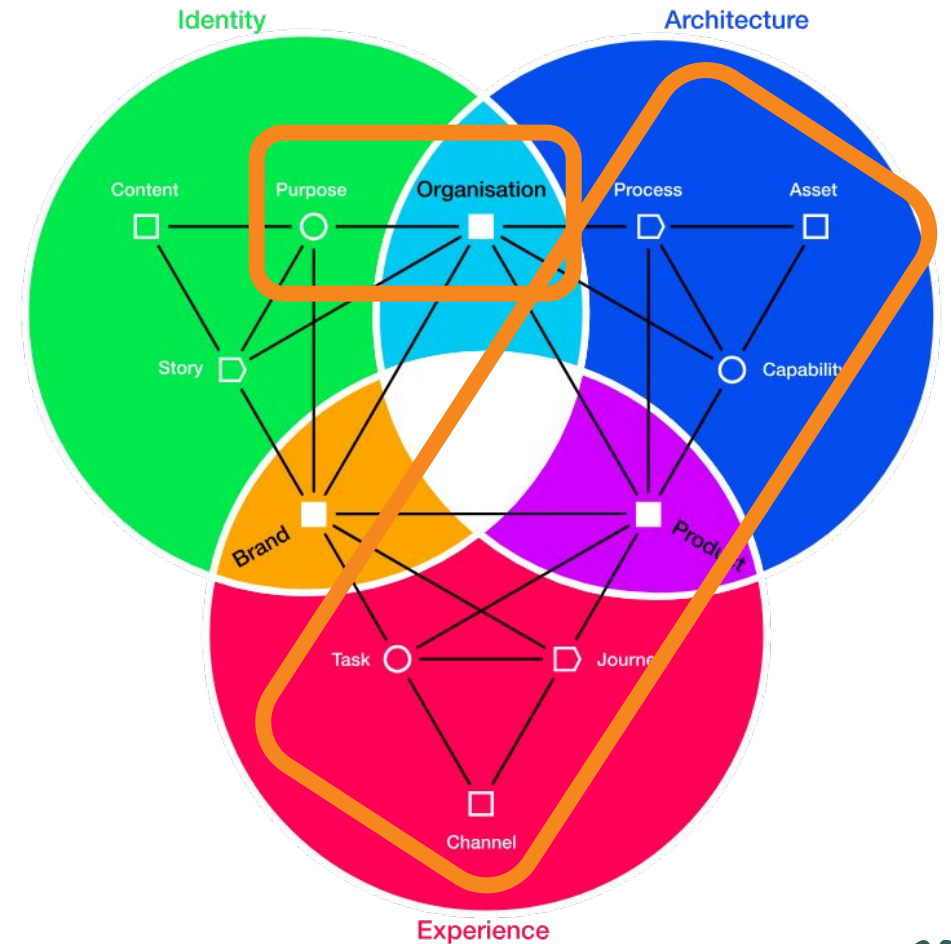 Identity
Architecture
Content
Purpose
Organisation
Process
Asset
Story
Capability
Brand
Product
Task
Journey
Channel
Experience